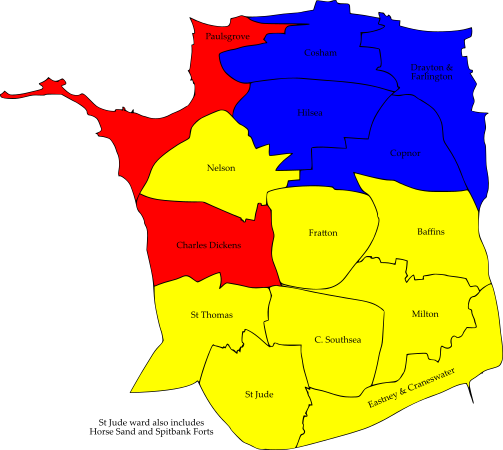 Paulsgrove
Cosham
Drayton &
Farlington
Hilsea
Copnor
Nelson
Fratton
Baffins
Charles Dickens
St Thomas
Milton
C. Southsea
Eastney & Craneswater
St Jude
St Jude ward also includes
Horse Sand and Spitbank Forts